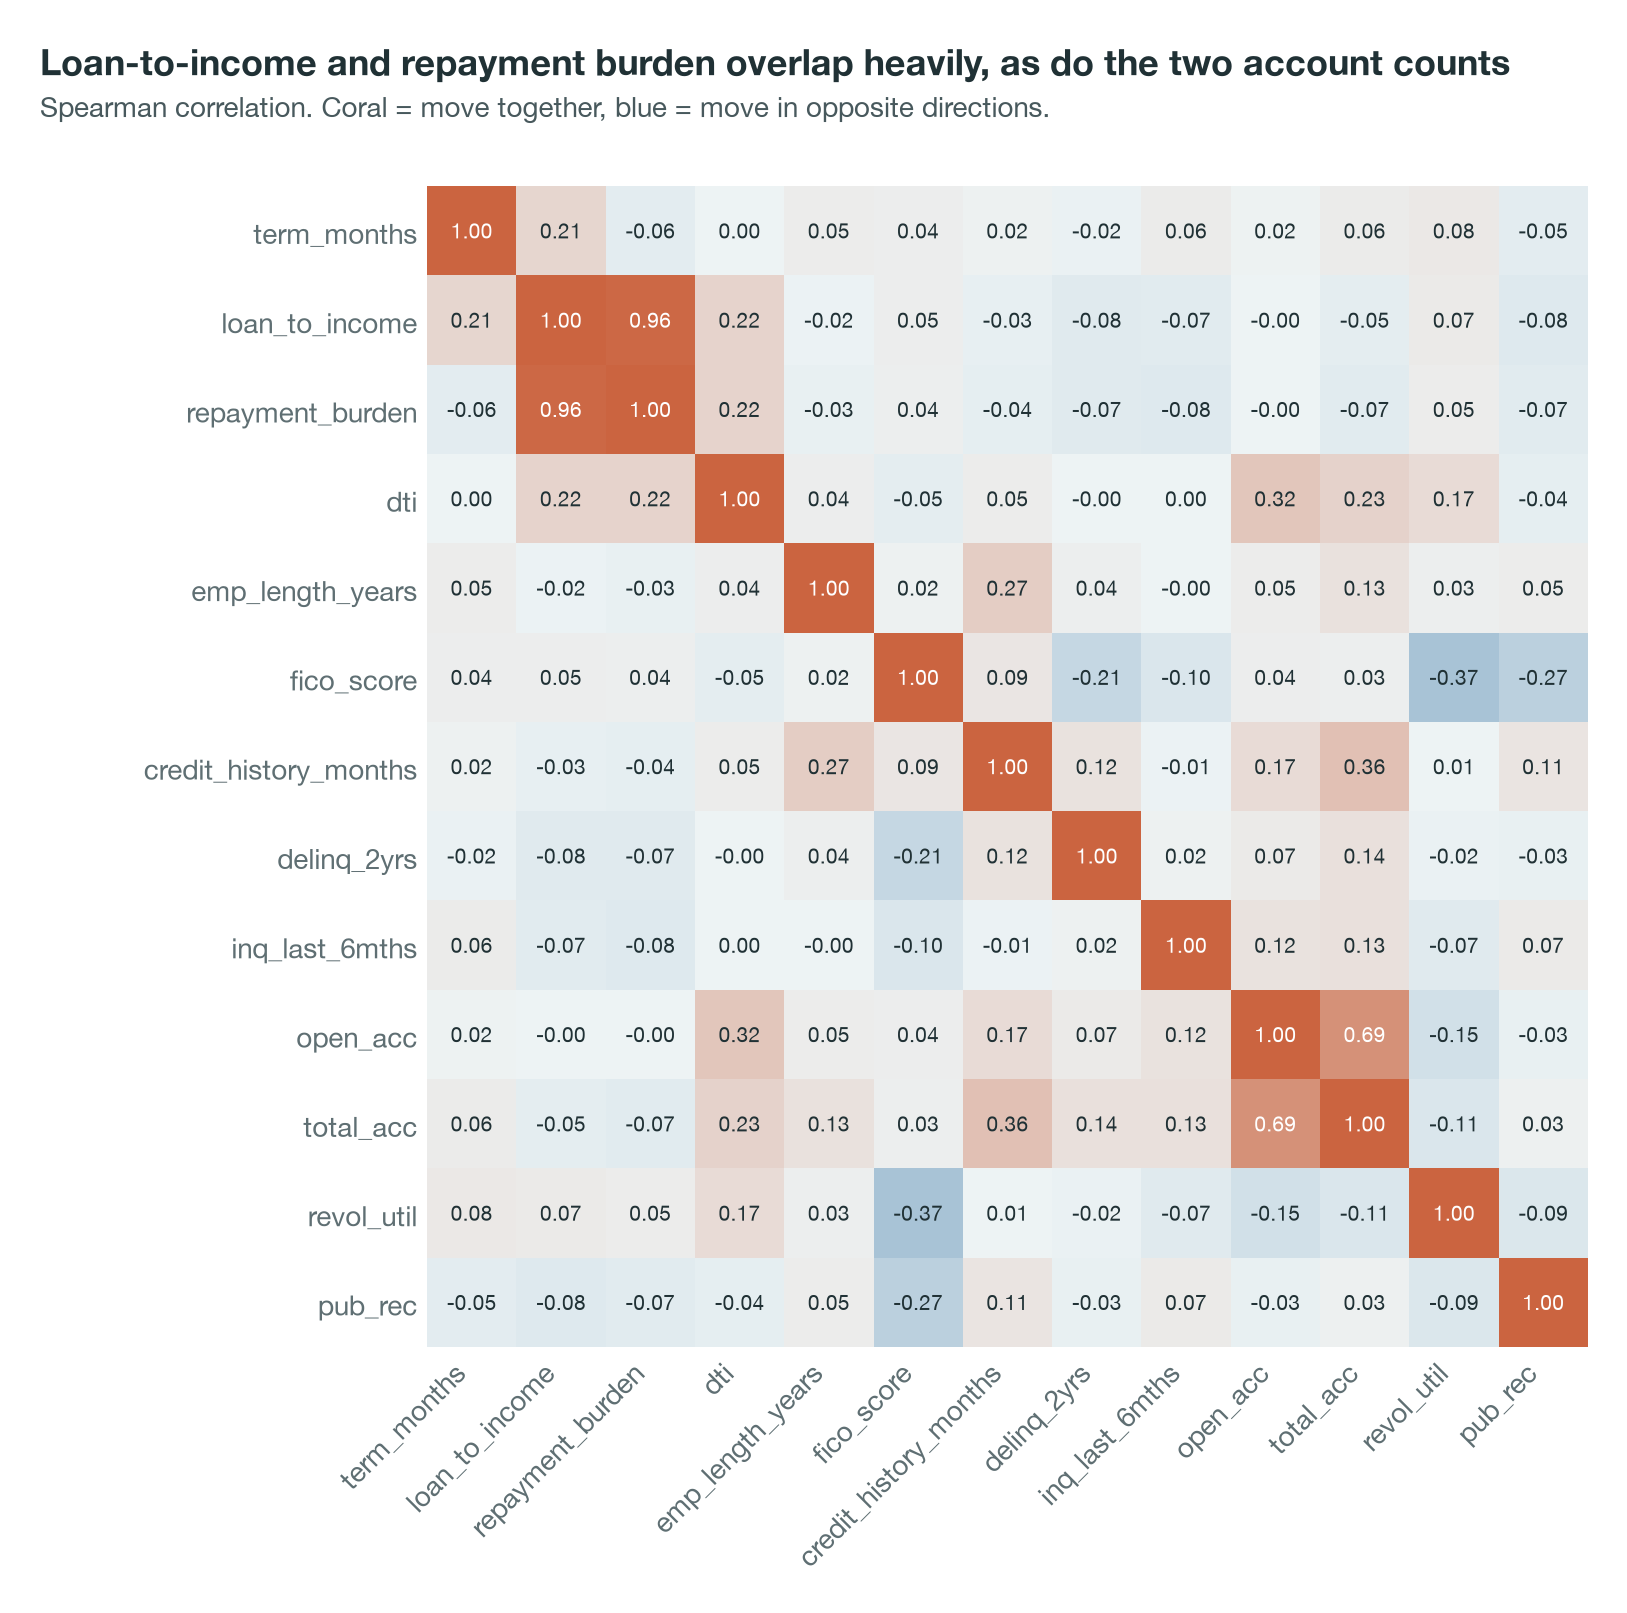 Loan-to-income and repayment burden overlap heavily, as do the two account counts
Spearman correlation. Coral = move together, blue = move in opposite directions.
term_months 1.00 0.21 -0.06 0.00 0.05 0.04 0.02 -0.02 0.06 0.02 0.06 0.08 -0.05
loan_to_income 0.21 1.00 0.96 0.22 -0.02 0.05 -0.03 -0.08 -0.07 -0.00 -0.05 0.07 -0.08
repayment_burden -0.06 0.96 1.00 0.22 -0.03 0.04 -0.04 -0.07 -0.08 -0.00 -0.07 0.05 -0.07
dti 0.00 0.22 0.22 1.00 0.04 -0.05 0.05 -0.00 0.00 0.32 0.23 0.17 -0.04
emp_length_years 0.05 -0.02 -0.03 0.04 1.00 0.02 0.27 0.04 -0.00 0.05 0.13 0.03 0.05
fico_score 0.04 0.05 0.04 -0.05 0.02 1.00 0.09 -0.21 -0.10 0.04 0.03 -0.37 -0.27
credit_history_months 0.02 -0.03 -0.04 0.05 0.27 0.09 1.00 0.12 -0.01 0.17 0.36 0.01 0.11
delinq_2yrs -0.02 -0.08 -0.07 -0.00 0.04 -0.21 0.12 1.00 0.02 0.07 0.14 -0.02 -0.03
inq_last_6mths 0.06 -0.07 -0.08 0.00 -0.00 -0.10 -0.01 0.02 1.00 0.12 0.13 -0.07 0.07
open_acc 0.02 -0.00 -0.00 0.32 0.05 0.04 0.17 0.07 0.12 1.00 0.69 -0.15 -0.03
total_acc 0.06 -0.05 -0.07 0.23 0.13 0.03 0.36 0.14 0.13 0.69 1.00 -0.11 0.03
revol_util 0.08 0.07 0.05 0.17 0.03 -0.37 0.01 -0.02 -0.07 -0.15 -0.11 1.00 -0.09
pub_rec -0.05 -0.08 -0.07 -0.04 0.05 -0.27 0.11 -0.03 0.07 -0.03 0.03 -0.09 1.00
term_months loan_to_income repayment_burden dti emp_length_years fico_score credit_history_months delinq_2yrs inq_last_6mths open_acc total_acc revol_util pub_rec